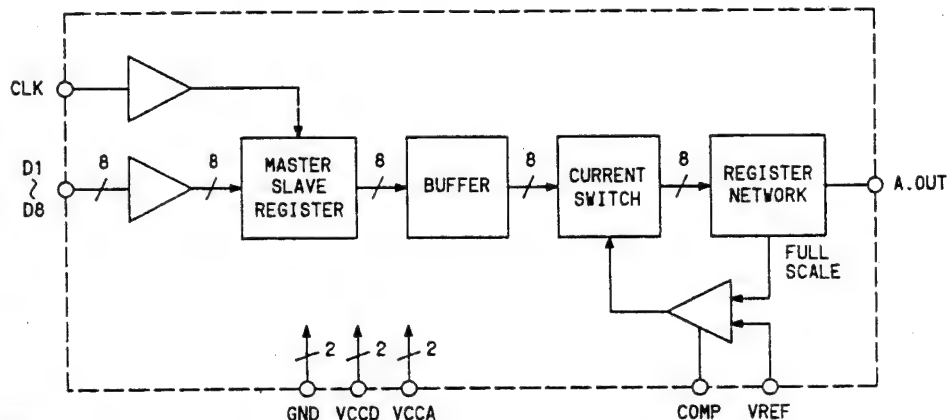 CLK
D1
~
D8
8
8
MASTER
SLAVE
REGISTER
8
BUFFER
8
CURRENT
SWITCH
8
REGISTER
NETWORK
A.OUT
FULL
SCALE
2
2
2
GND
VCCD
VCCA
COMP
VREF